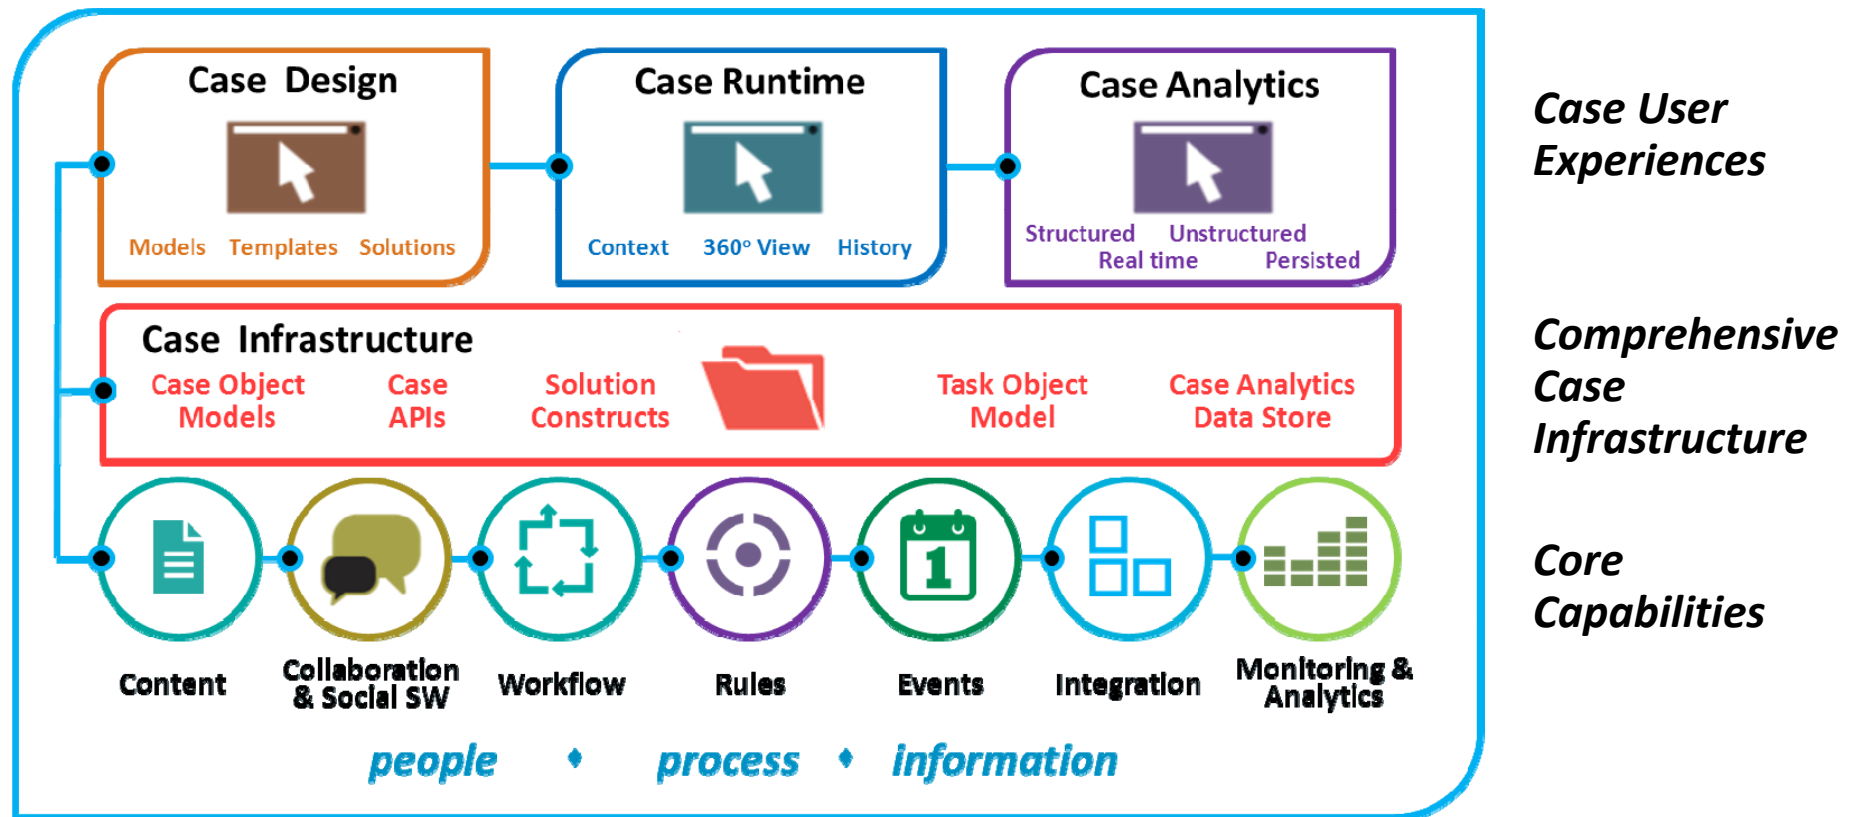 Case Design
Models Templates Solutions
Case Runtime
Context 360° View History
Case Analytics
Structured Unstructured
Real time Persisted
Case User
Experiences
Case Infrastructure
Case Object
Models
Case
APIs
Solution
Constructs
Task Object
Model
Case Analytics
Data Store
Comprehensive
Case
Infrastructure
1
Content
Collaboration
& Social SW
Workflow
Rules
Events
Integration
Monitoring &
Analytics
Core
Capabilities
people ♦ process ♦ information